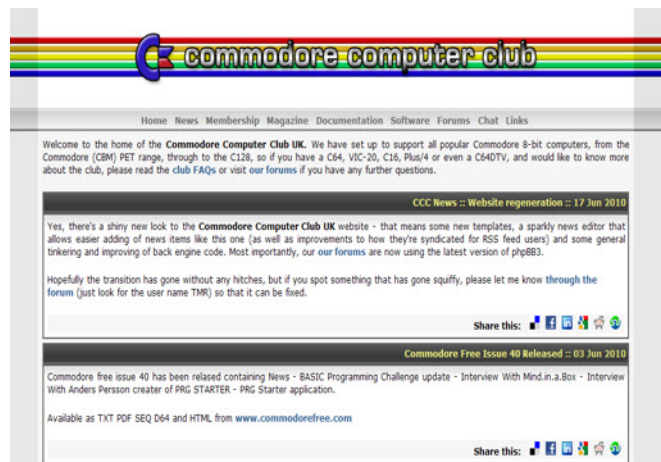 commodore computer club
Home News Membership Magazine Documentation Software Forums Chat Links
Welcome to the home of the Commodore Computer Club UK. We have set up to support all popular Commodore 8-bit computers, from the
Commodore (CBM) PET range, through to the C128, so if you have a C64, VIC-20, C16, Plus/4 or even a C64DTV, and would like to know more
about the club, please read the club FAQs or visit our forums if you have any further questions.
CCC News :: Website regeneration :: 17 Jun 2010
Yes, there's a shiny new look to the Commodore Computer Club UK website - that means some new templates, a sparkly news editor that
allows easier adding of news items like this one (as well as improvements to how they're syndicated for RSS feed users) and some general
tinkering and improving of back engine code. Most importantly, our our forums are now using the latest version of phpBB3.
Hopefully the transition has gone without any hitches, but if you spot something that has gone squiffy, please let me know through the
forum (just look for the user name TMR) so that it can be fixed.
Share this:
Commodore Free Issue 40 Released :: 03 Jun 2010
Commodore free issue 40 has been relased containing News - BASIC Programming Challenge update - Interview With Mind.in.a.Box - Interview
With Anders Persson creater of PRG STARTER - PRG Starter application.
Available as TXT PDF SEQ D64 and HTML from www.commodorefree.com
Share this: